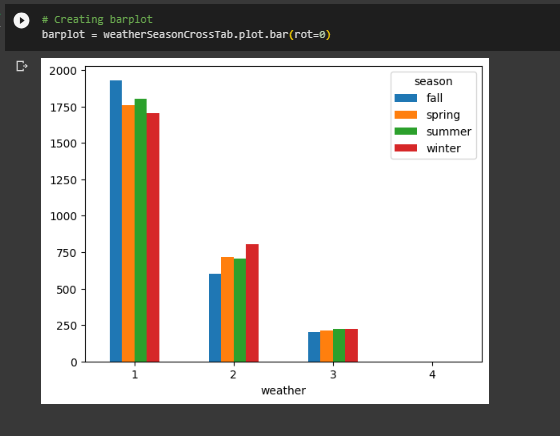 # Creating barplot
barplot = weatherSeasonCrossTab.plot.bar(rot=0)
2000
1750
1500
1250
1000
750
500
250
0
season
fall
spring
summer
winter
1 2 3 4
weather